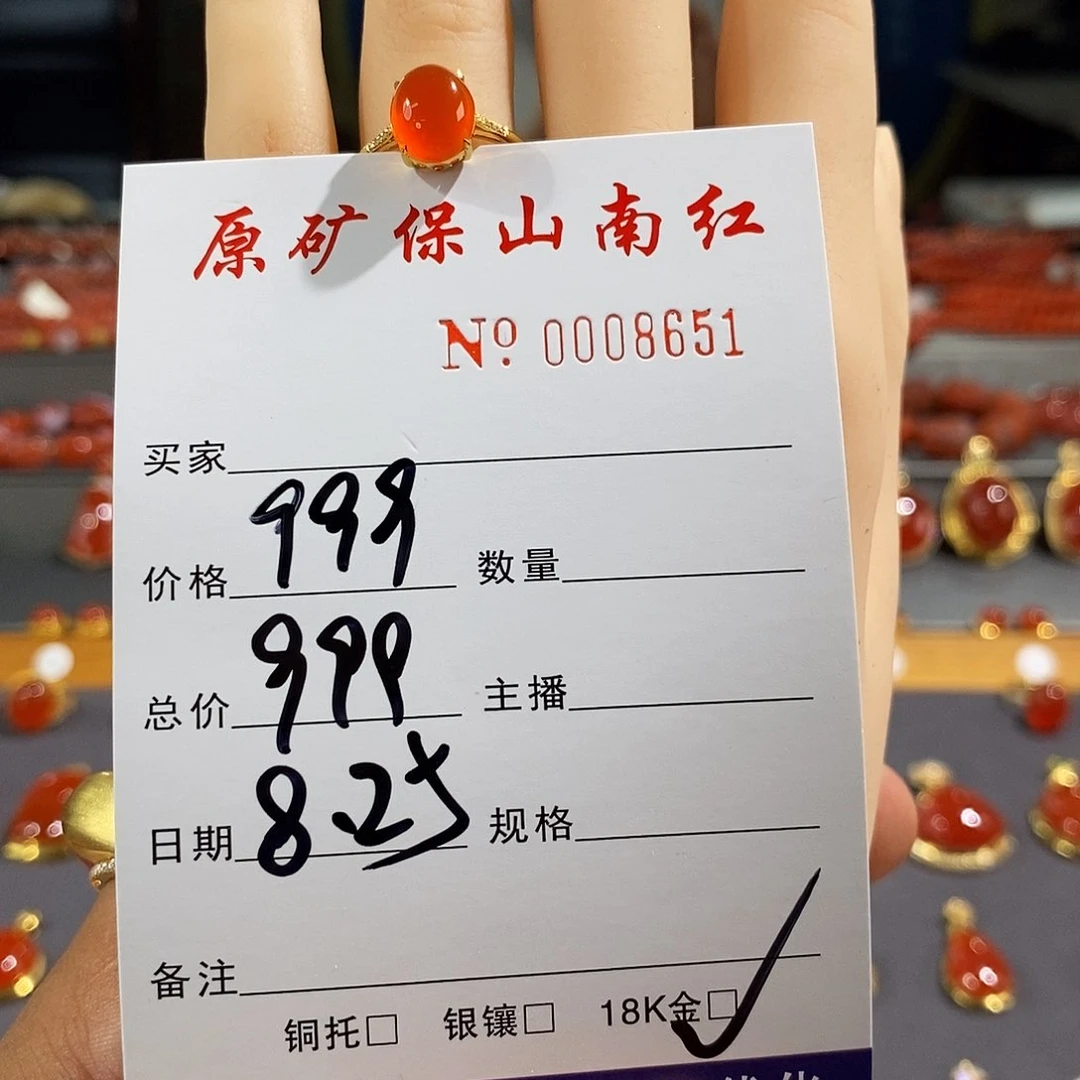 原矿保山南红
Nº 0008651
买家
价格 999 数量
总价 999 主播
日期 8.25 规格
备注
铜托□ 银镶□ 18K金□✓